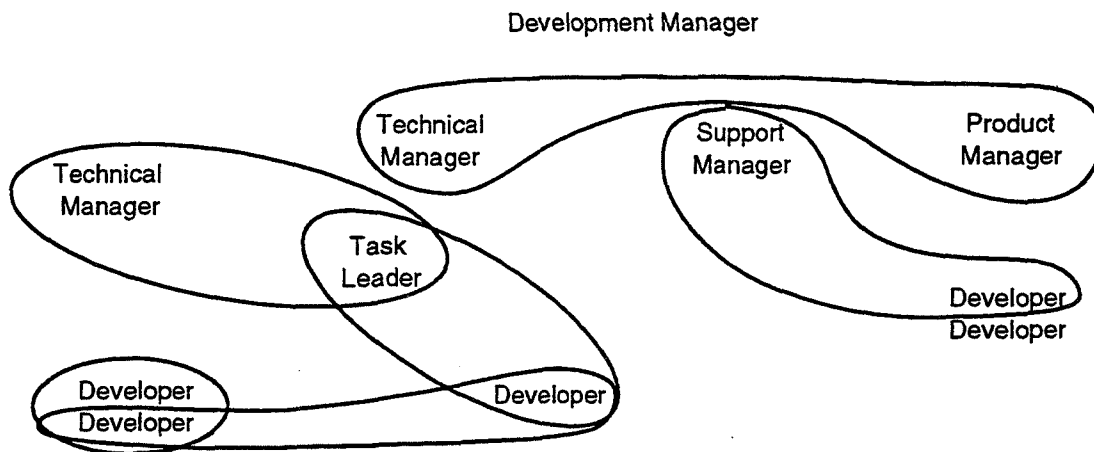 Development Manager
Technical
Manager
Support
Manager
Product
Manager
Technical
Manager
Task
Leader
Developer
Developer
Developer
Developer
Developer